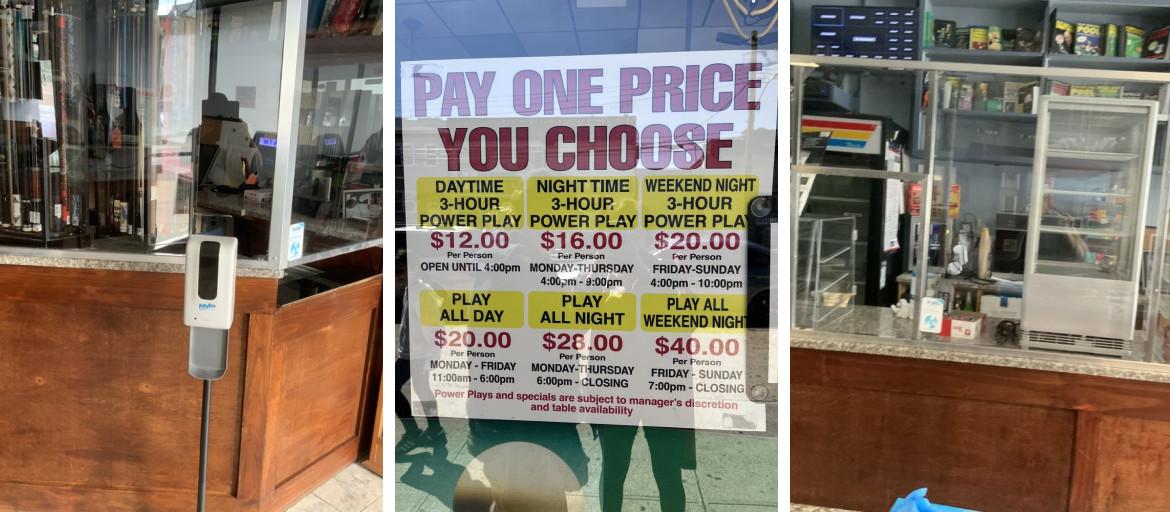 PAY ONE PRICE
YOU CHOOSE
DAYTIME
3-HOUR
POWER PLAY
$12.00
Per Person
OPEN UNTIL 4:00pm
NIGHT TIME
3-HOUR
POWER PLAY
$16.00
Per Person
MONDAY-THURSDAY
4:00pm - 9:00pm
WEEKEND NIGHT
3-HOUR
POWER PLAY
$20.00
Per Person
FRIDAY-SUNDAY
4:00pm - 10:00pm
PLAY
ALL DAY
$20.00
Per Person
MONDAY - FRIDAY
11:00am - 6:00pm
PLAY
ALL NIGHT
$28.00
Per Person
MONDAY-THURSDAY
6:00pm - CLOSING
PLAY ALL
WEEKEND NIGHT
$40.00
Per Person
FRIDAY - SUNDAY
7:00pm - CLOSING
Power Plays and specials are subject to manager's discretion
and table availability
POOL